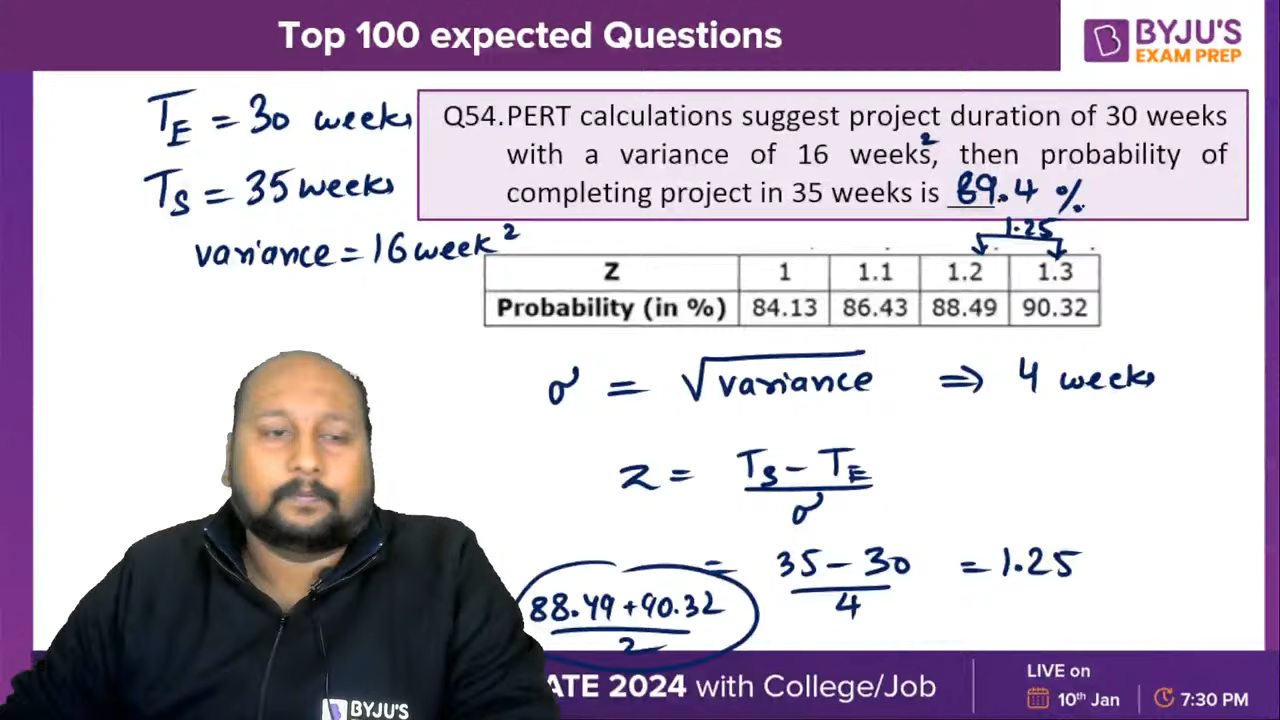 Top 100 expected Questions
BYJU'S
EXAM PREP
T_E = 30 weeks
T_S = 35 weeks
variance = 16 week²
Q54. PERT calculations suggest project duration of 30 weeks
with a variance of 16 weeks², then probability of
completing project in 35 weeks is 89.4 %.
1.25
Z 1 1.1 1.2 1.3
Probability (in %) 84.13 86.43 88.49 90.32
σ = √variance ⇒ 4 weeks
z = (T_S - T_E) / σ
= (35 - 30) / 4 = 1.25
(88.49 + 90.32) / 2
ATE 2024 with College/Job
LIVE on
10th Jan 7:30 PM
BYJU'S